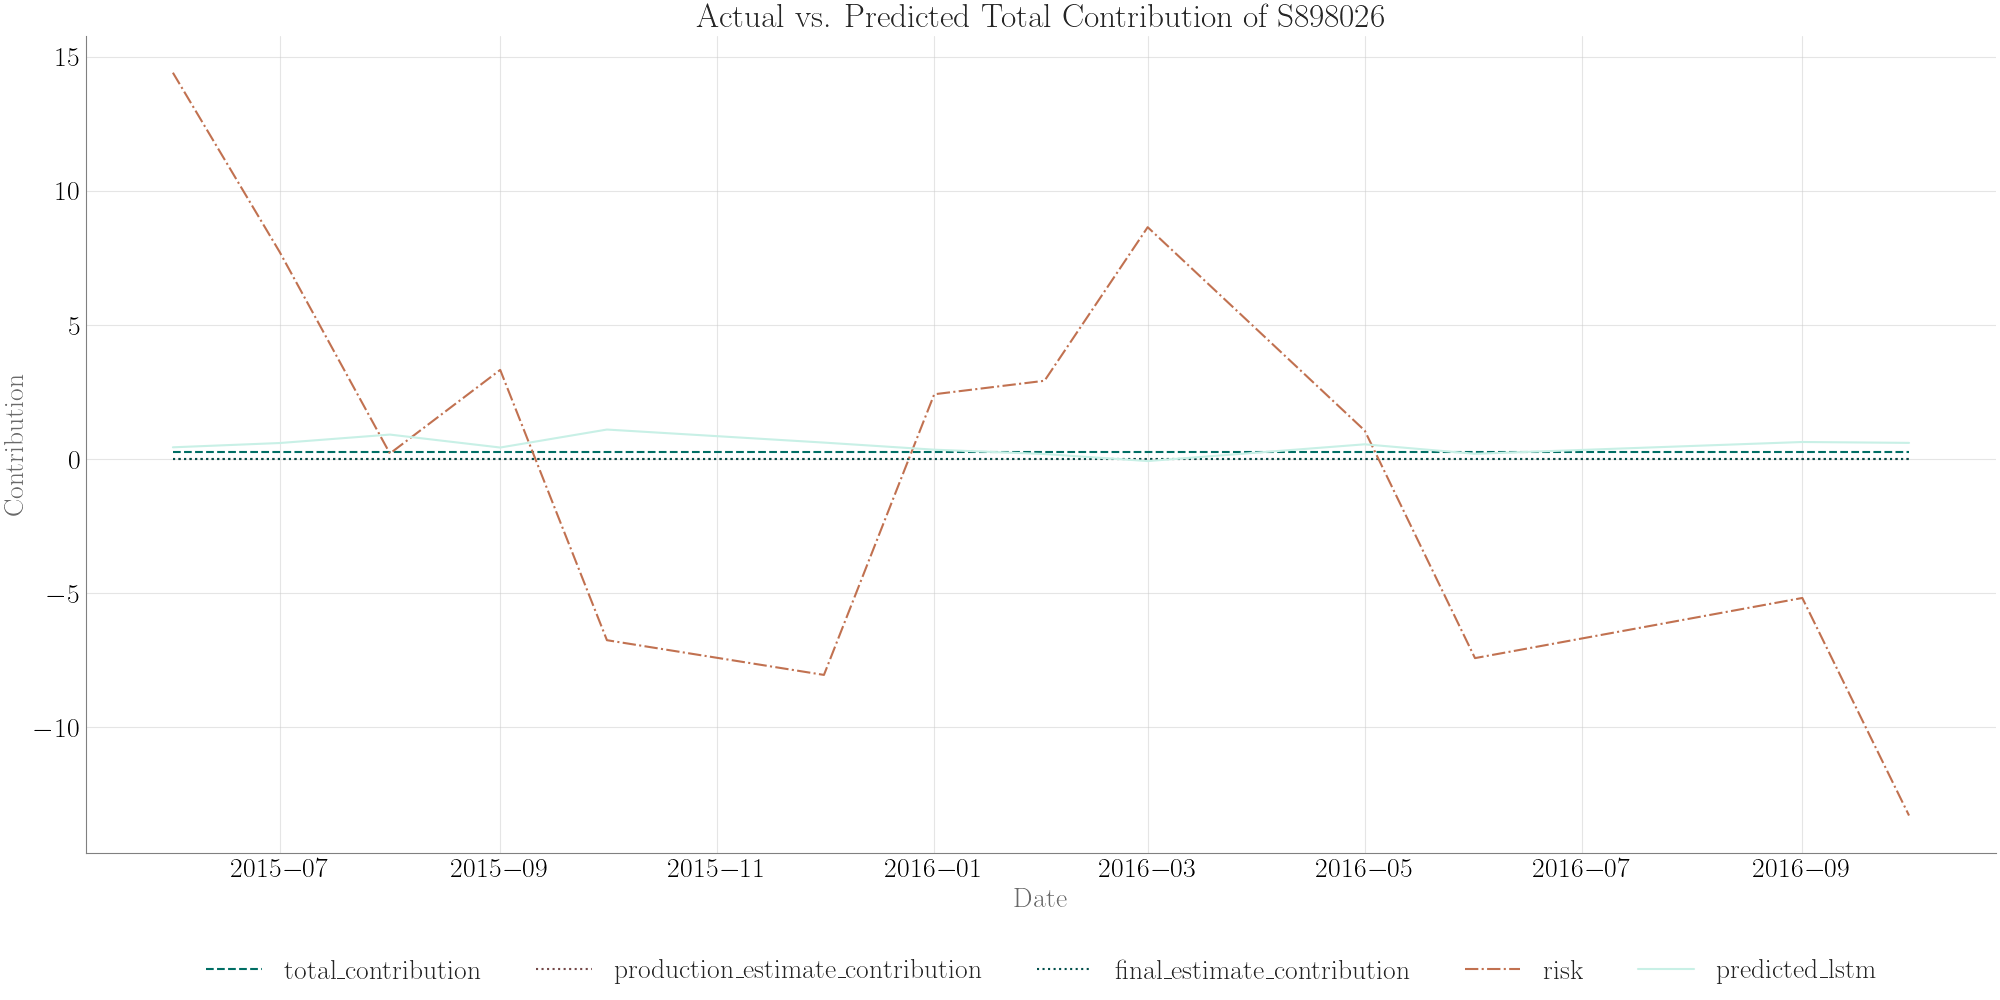 Actual vs. Predicted Total Contribution of S898026
15
10
5
0
−5
−10
Contribution
2015−07 2015−09 2015−11 2016−01 2016−03 2016−05 2016−07 2016−09
Date
total_contribution production_estimate_contribution final_estimate_contribution risk predicted_lstm